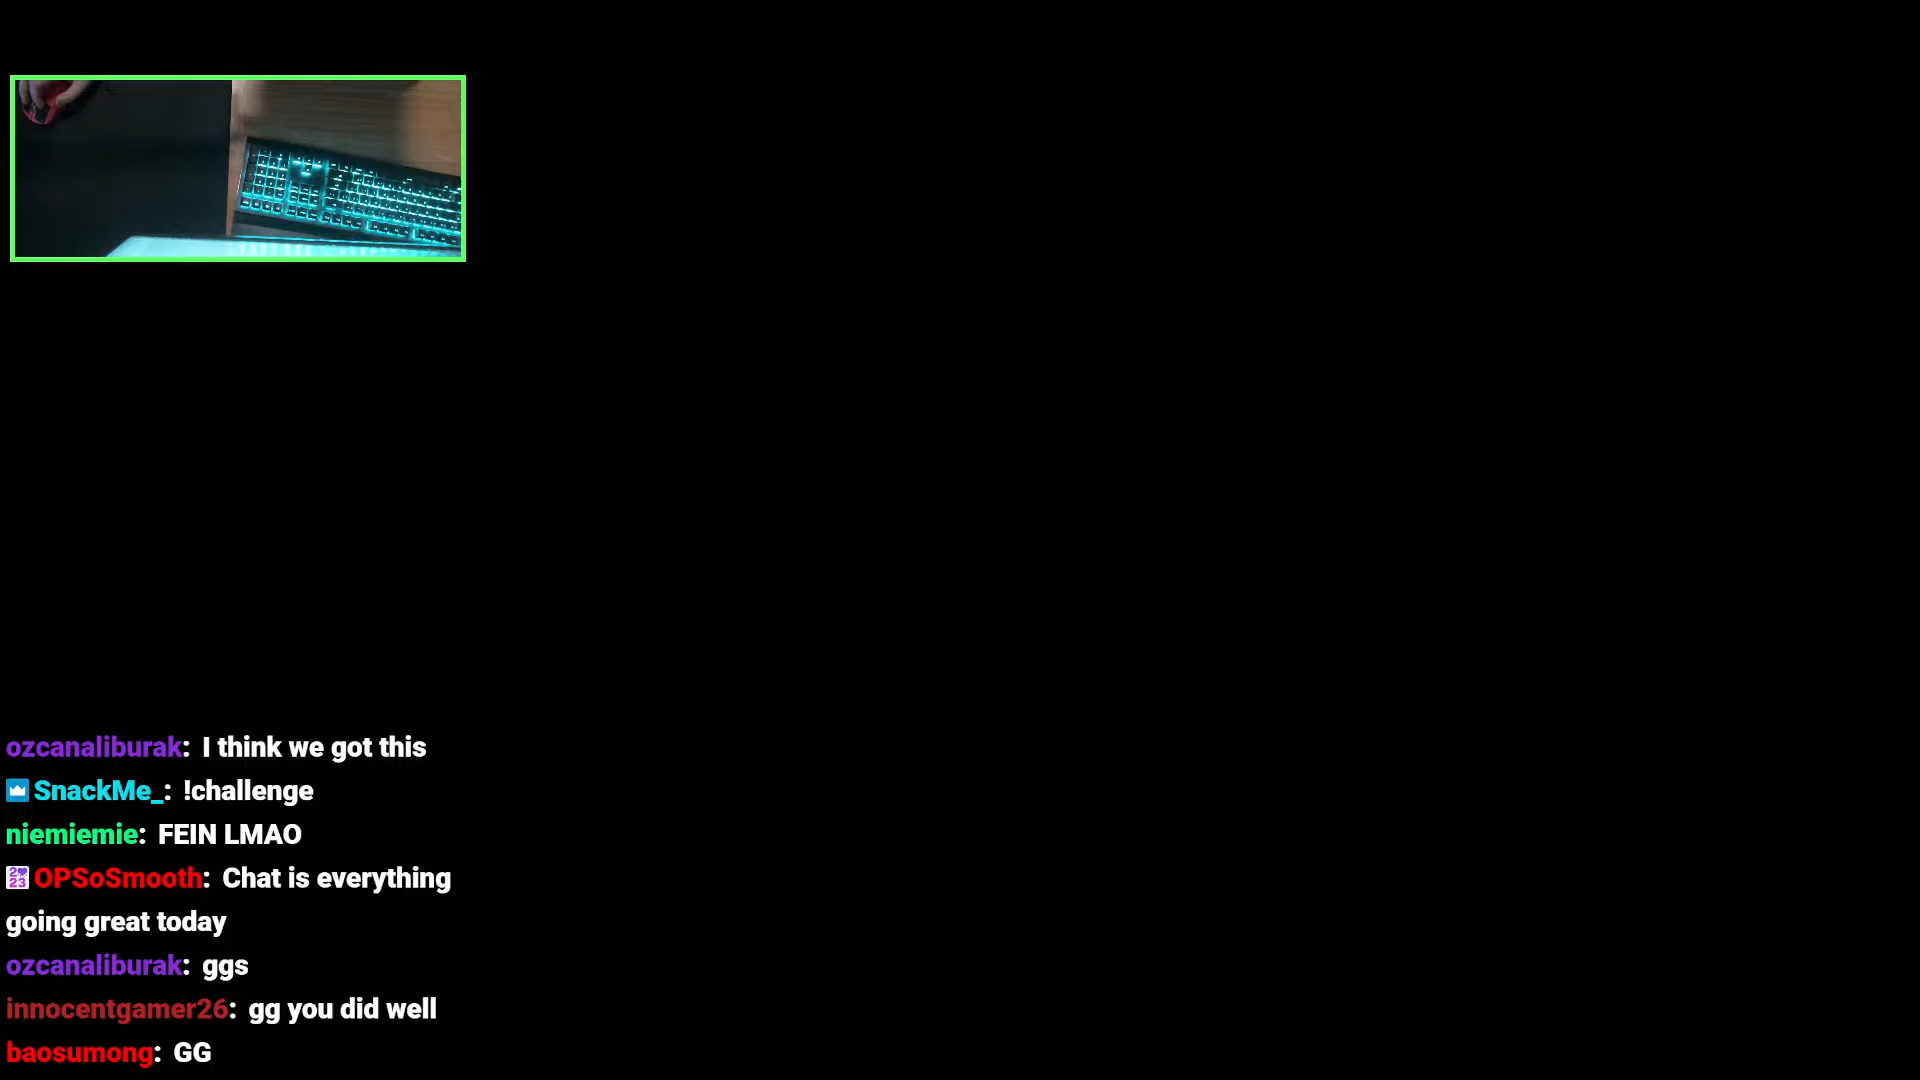 ozcanaliburak: I think we got this
SnackMe_: !challenge
niemiemie: FEIN LMAO
2023 OPSoSmooth: Chat is everything
going great today
ozcanaliburak: ggs
innocentgamer26: gg you did well
baosumong: GG